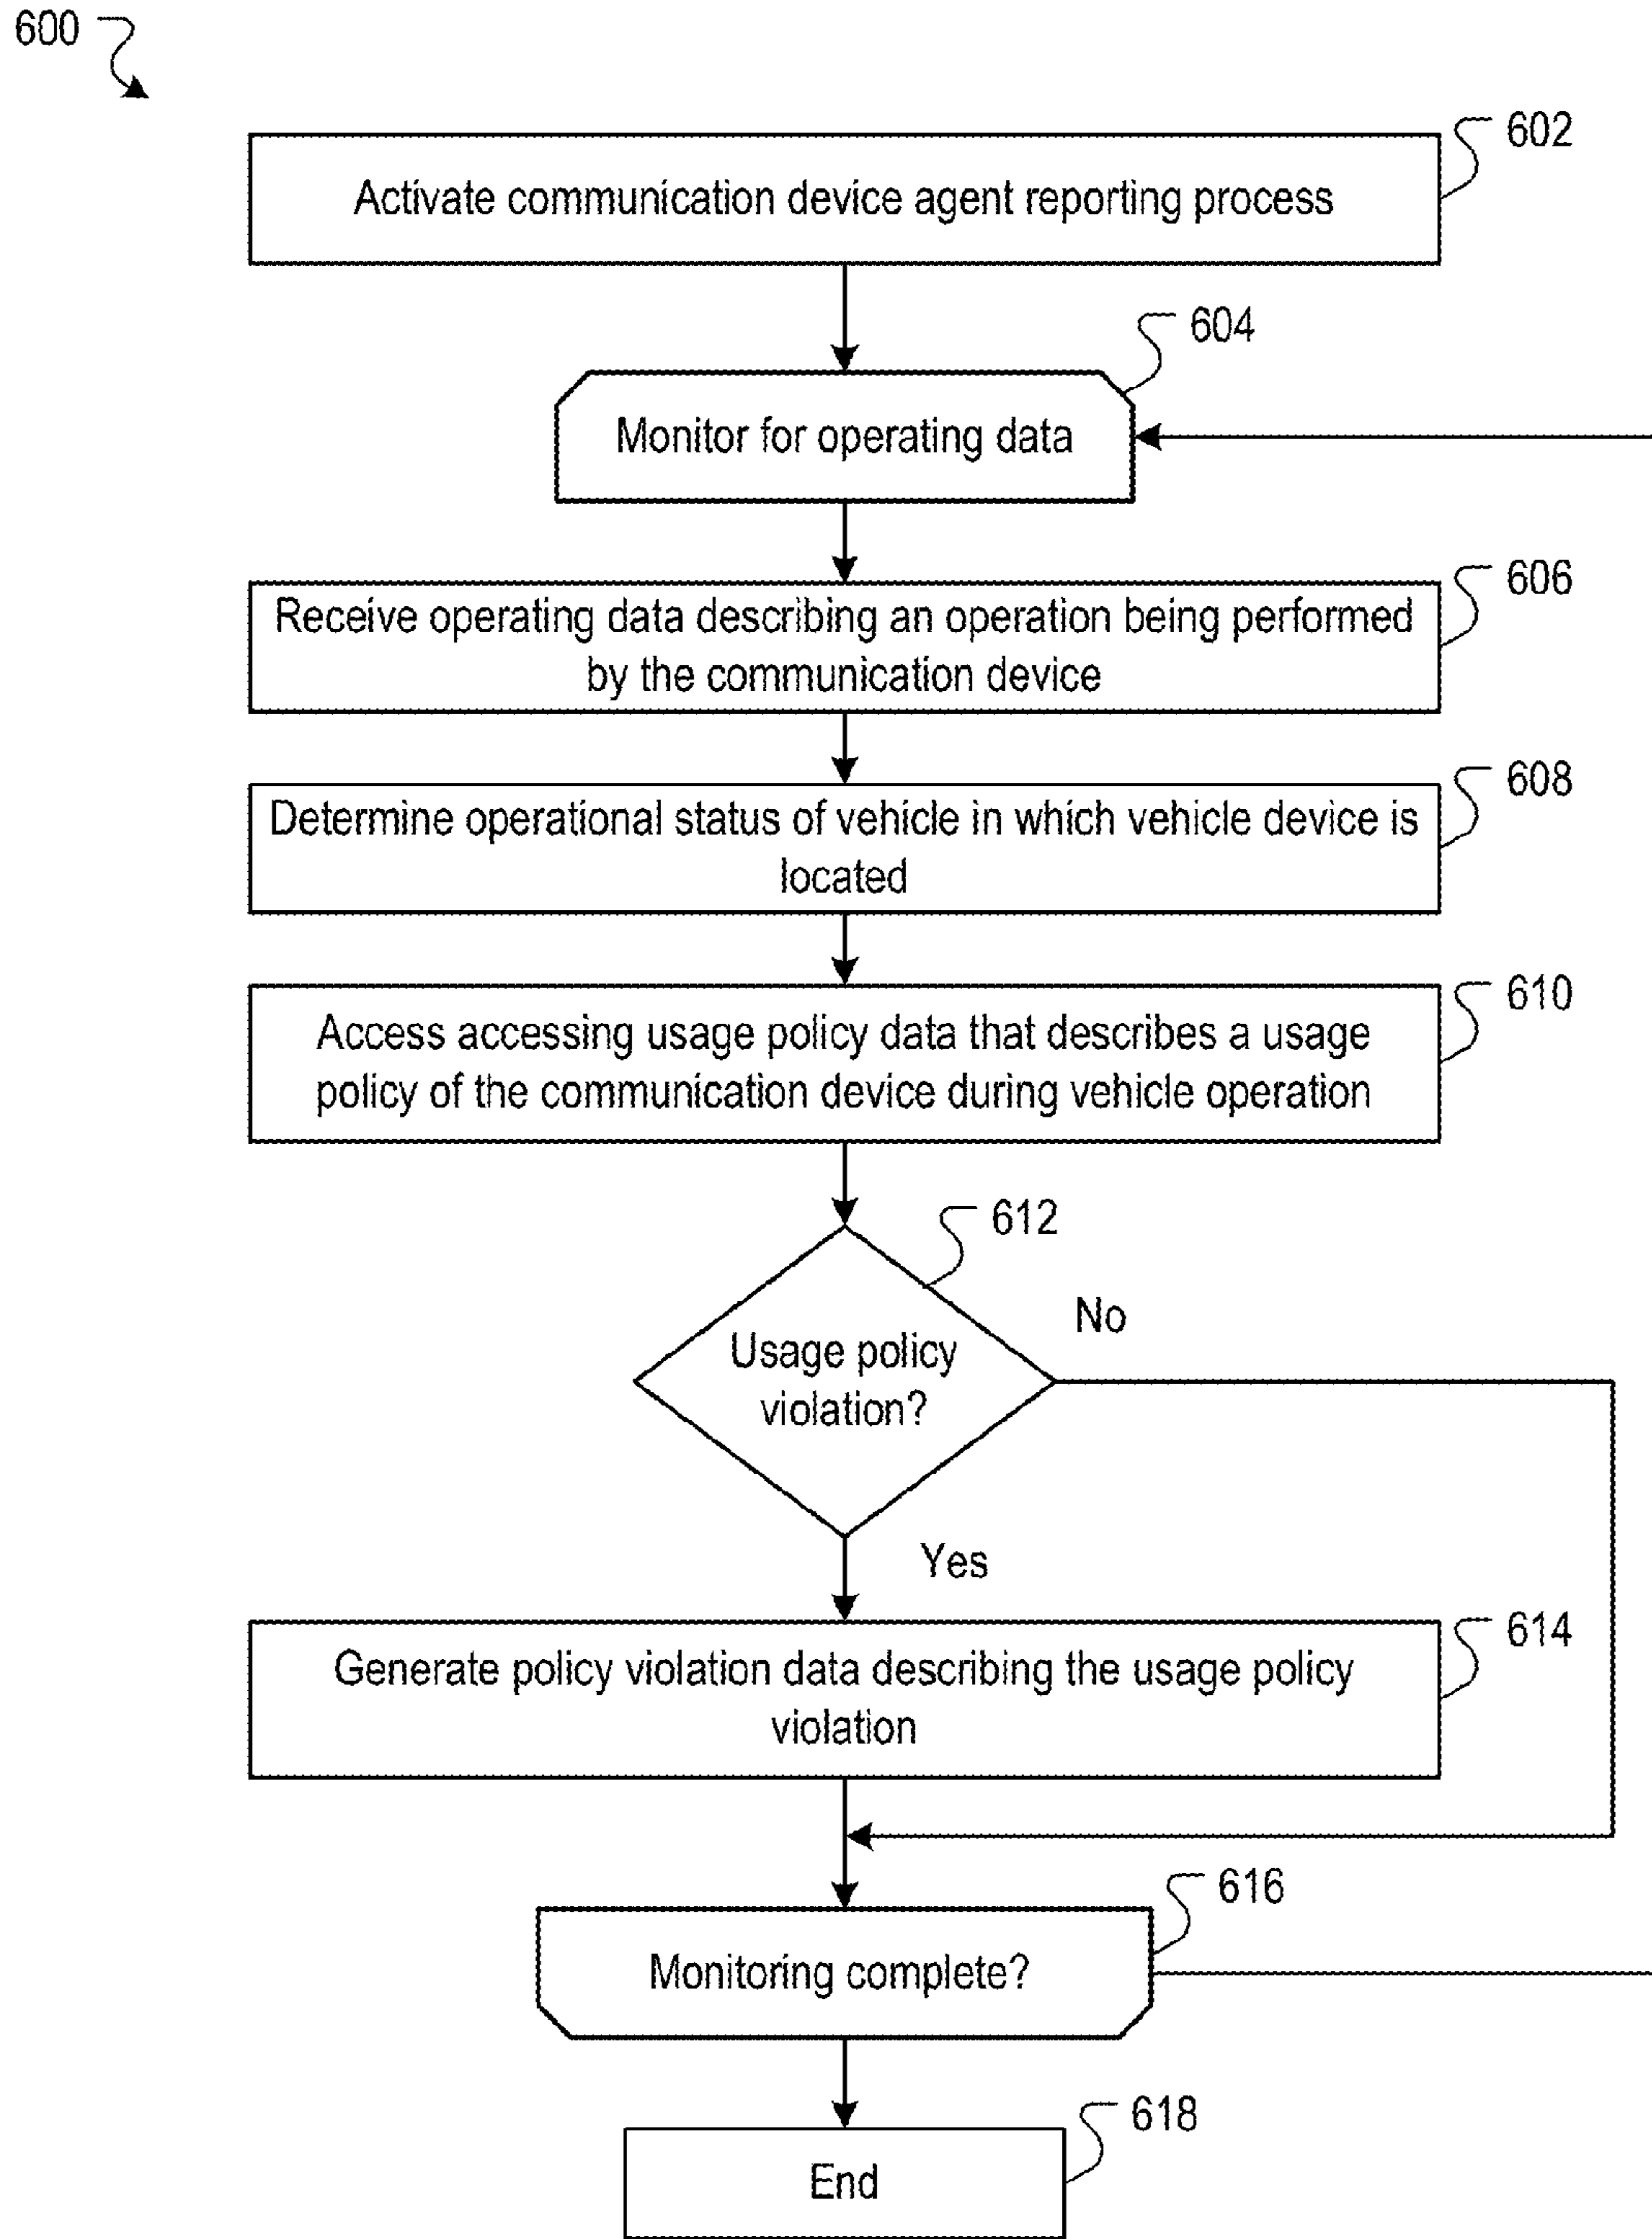 600
602
Activate communication device agent reporting process
604
Monitor for operating data
606
Receive operating data describing an operation being performed
by the communication device
608
Determine operational status of vehicle in which vehicle device is
located
610
Access accessing usage policy data that describes a usage
policy of the communication device during vehicle operation
612
No
Usage policy
violation?
Yes
614
Generate policy violation data describing the usage policy
violation
616
Monitoring complete?
618
End